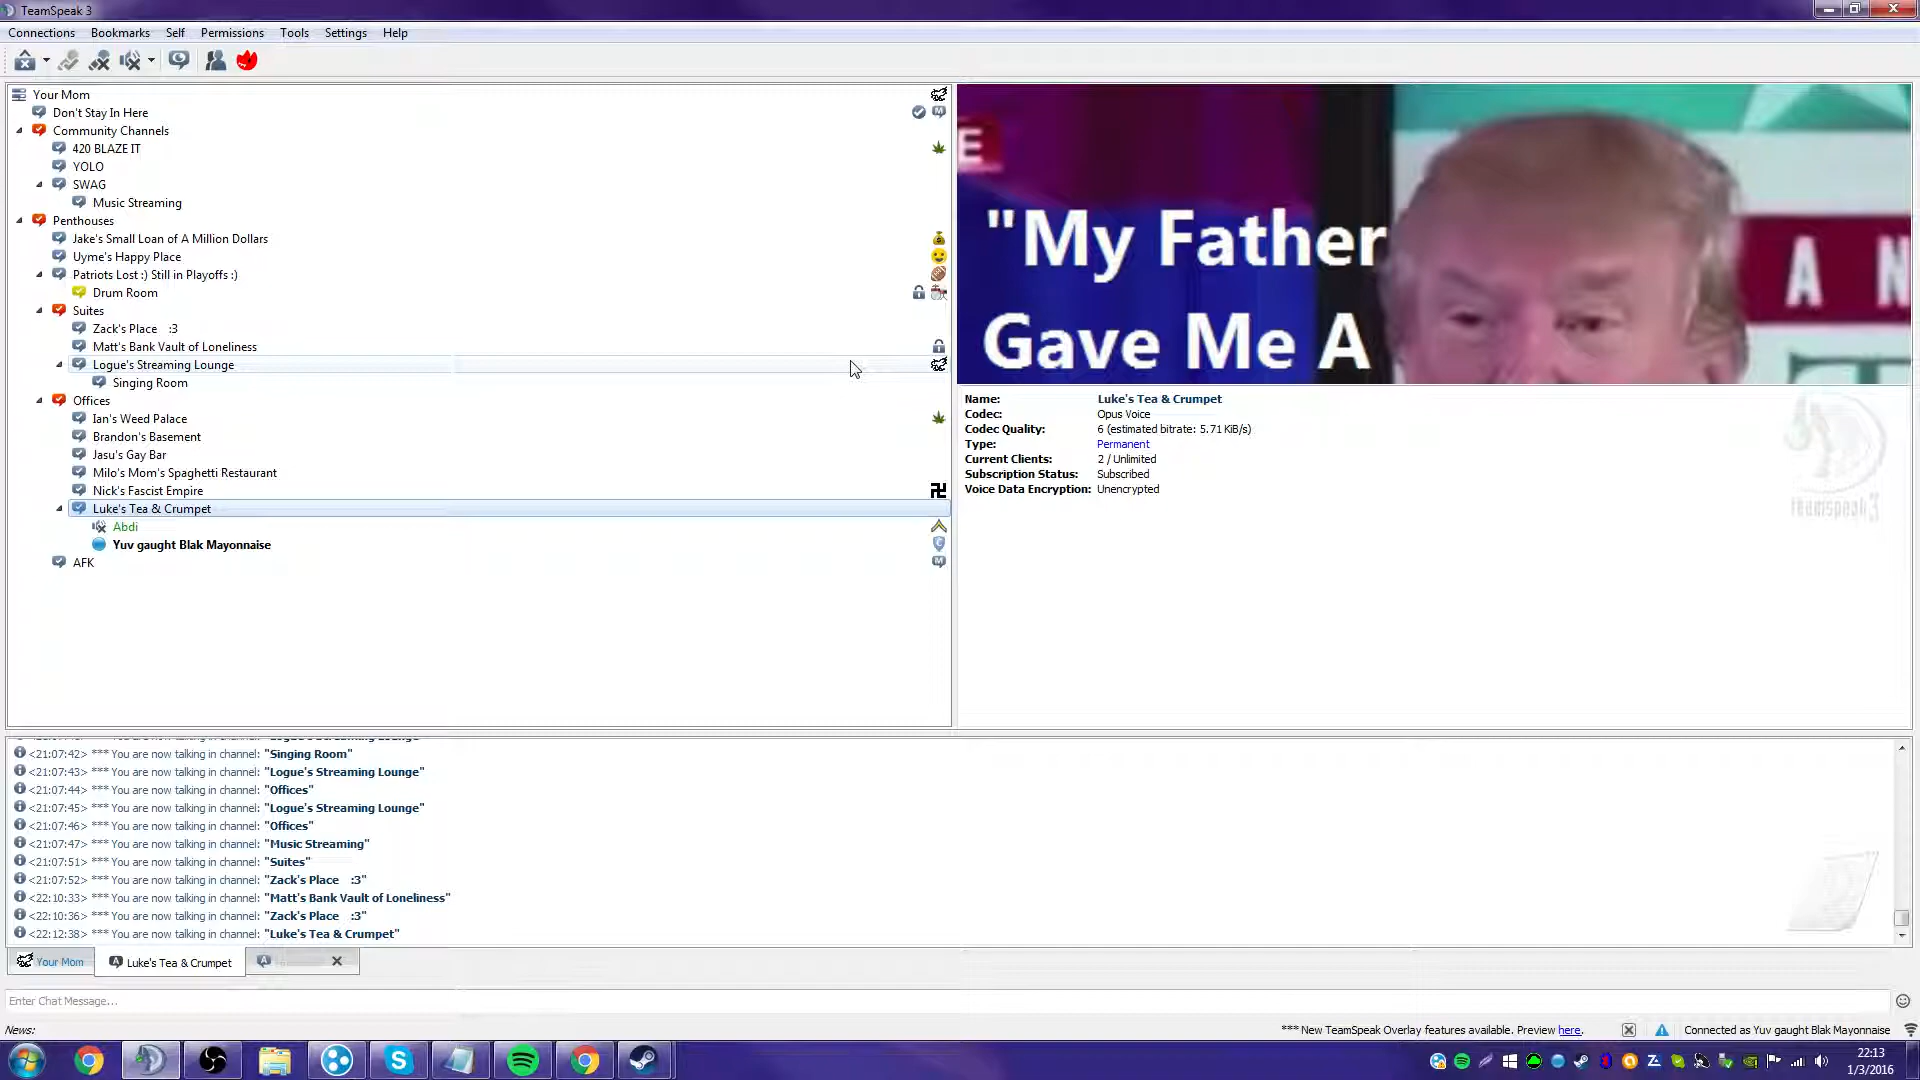 TeamSpeak 3
Connections Bookmarks Self Permissions Tools Settings Help
Your Mom
Don't Stay In Here
Community Channels
420 BLAZE IT
YOLO
SWAG
Music Streaming
Penthouses
Jake's Small Loan of A Million Dollars
Uyme's Happy Place
Patriots Lost :) Still in Playoffs :)
Drum Room
Suites
Zack's Place :3
Matt's Bank Vault of Loneliness
Logue's Streaming Lounge
Singing Room
Offices
Ian's Weed Palace
Brandon's Basement
Jasu's Gay Bar
Milo's Mom's Spaghetti Restaurant
Nick's Fascist Empire
Luke's Tea & Crumpet
Abdi
Yuv gaught Blak Mayonnaise
AFK
E
"My Father
Gave Me A
A N
Name: Luke's Tea & Crumpet
Codec: Opus Voice
Codec Quality: 6 (estimated bitrate: 5.71 KiB/s)
Type: Permanent
Current Clients: 2 / Unlimited
Subscription Status: Subscribed
Voice Data Encryption: Unencrypted
teamspeak3
<21:07:42> *** You are now talking in channel: "Singing Room"
<21:07:43> *** You are now talking in channel: "Logue's Streaming Lounge"
<21:07:44> *** You are now talking in channel: "Offices"
<21:07:45> *** You are now talking in channel: "Logue's Streaming Lounge"
<21:07:46> *** You are now talking in channel: "Offices"
<21:07:47> *** You are now talking in channel: "Music Streaming"
<21:07:51> *** You are now talking in channel: "Suites"
<21:07:52> *** You are now talking in channel: "Zack's Place :3"
<22:10:33> *** You are now talking in channel: "Matt's Bank Vault of Loneliness"
<22:10:36> *** You are now talking in channel: "Zack's Place :3"
<22:12:38> *** You are now talking in channel: "Luke's Tea & Crumpet"
Your Mom Luke's Tea & Crumpet
Enter Chat Message...
News: *** New TeamSpeak Overlay features available. Preview here. Connected as Yuv gaught Blak Mayonnaise
22:13
1/3/2016